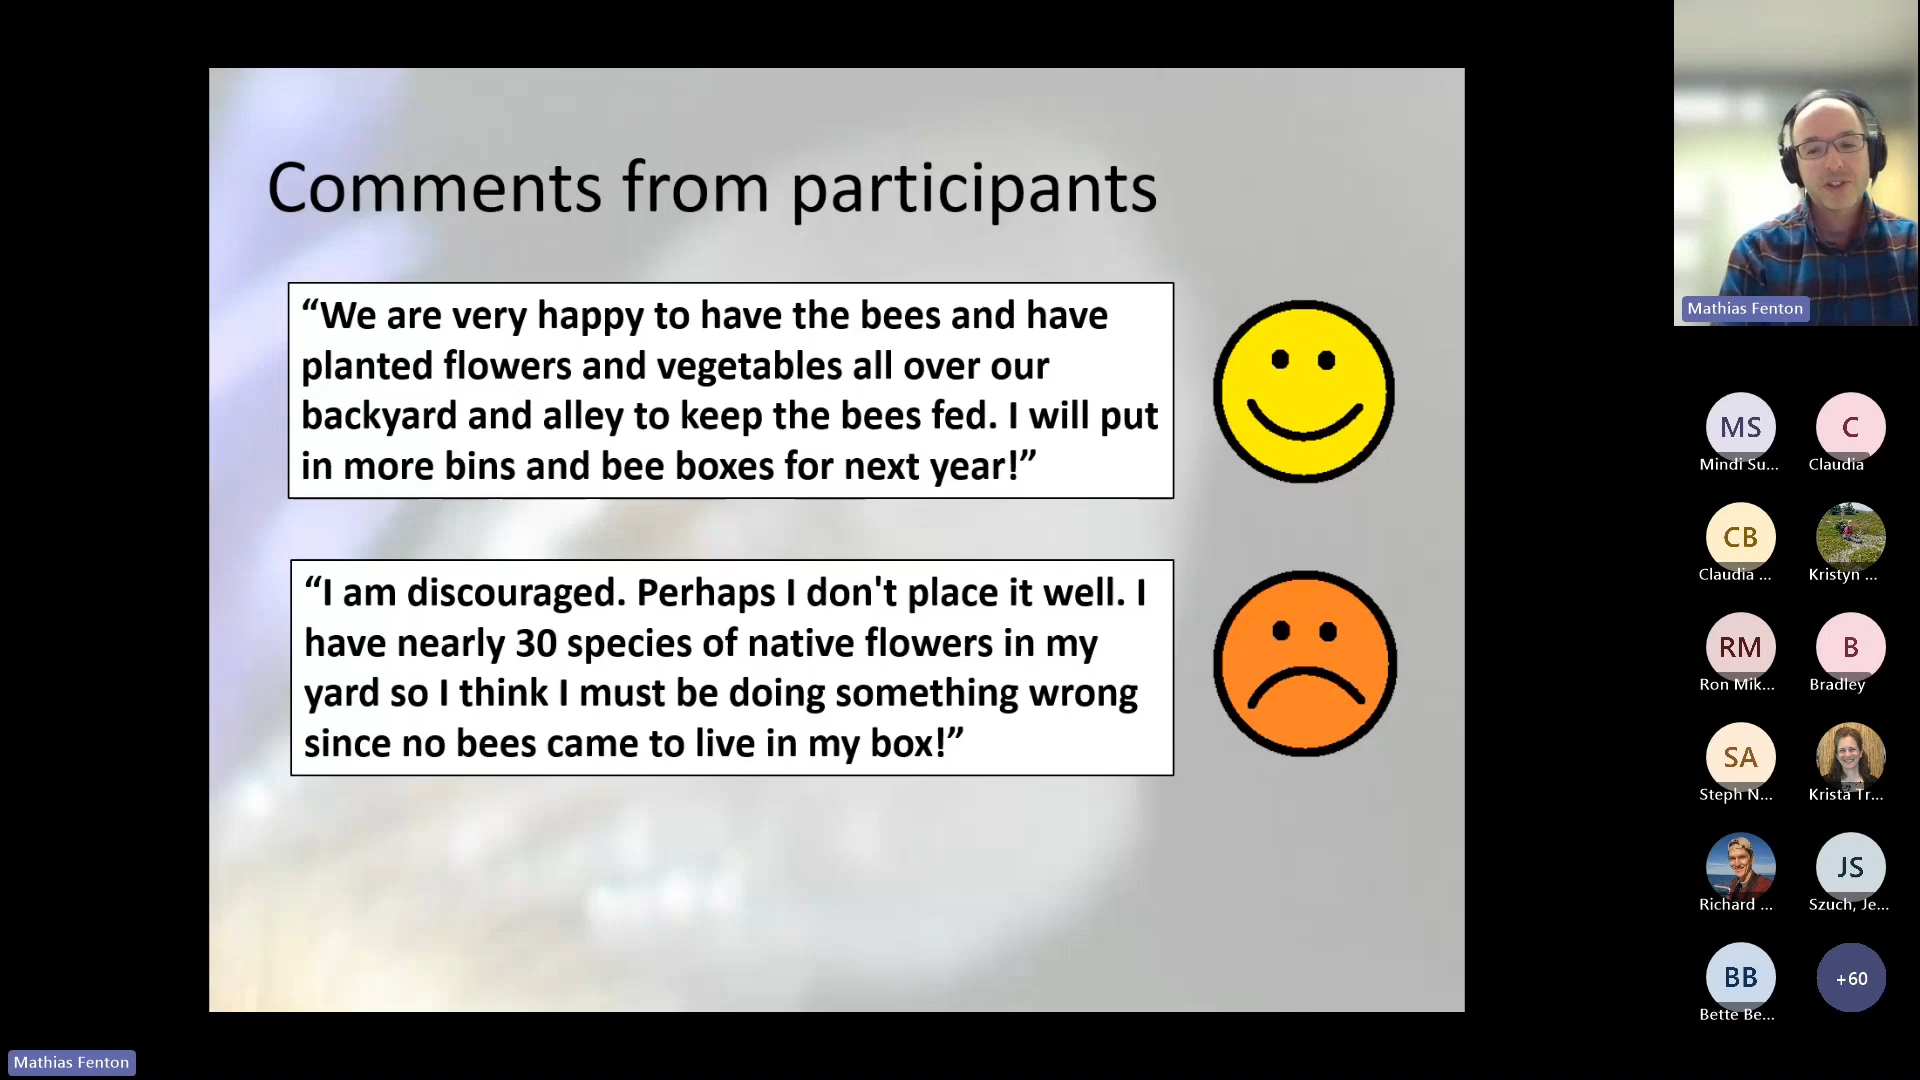 Comments from participants
“We are very happy to have the bees and have
planted flowers and vegetables all over our
backyard and alley to keep the bees fed. I will put
in more bins and bee boxes for next year!”
“I am discouraged. Perhaps I don't place it well. I
have nearly 30 species of native flowers in my
yard so I think I must be doing something wrong
since no bees came to live in my box!”
Mathias Fenton
MS
Mindi Su...
C
Claudia
CB
Claudia ...
Kristyn ...
RM
Ron Mik...
B
Bradley
SA
Steph N...
Krista Tr...
Richard ...
JS
Szuch, Je...
BB
Bette Be...
+60
Mathias Fenton